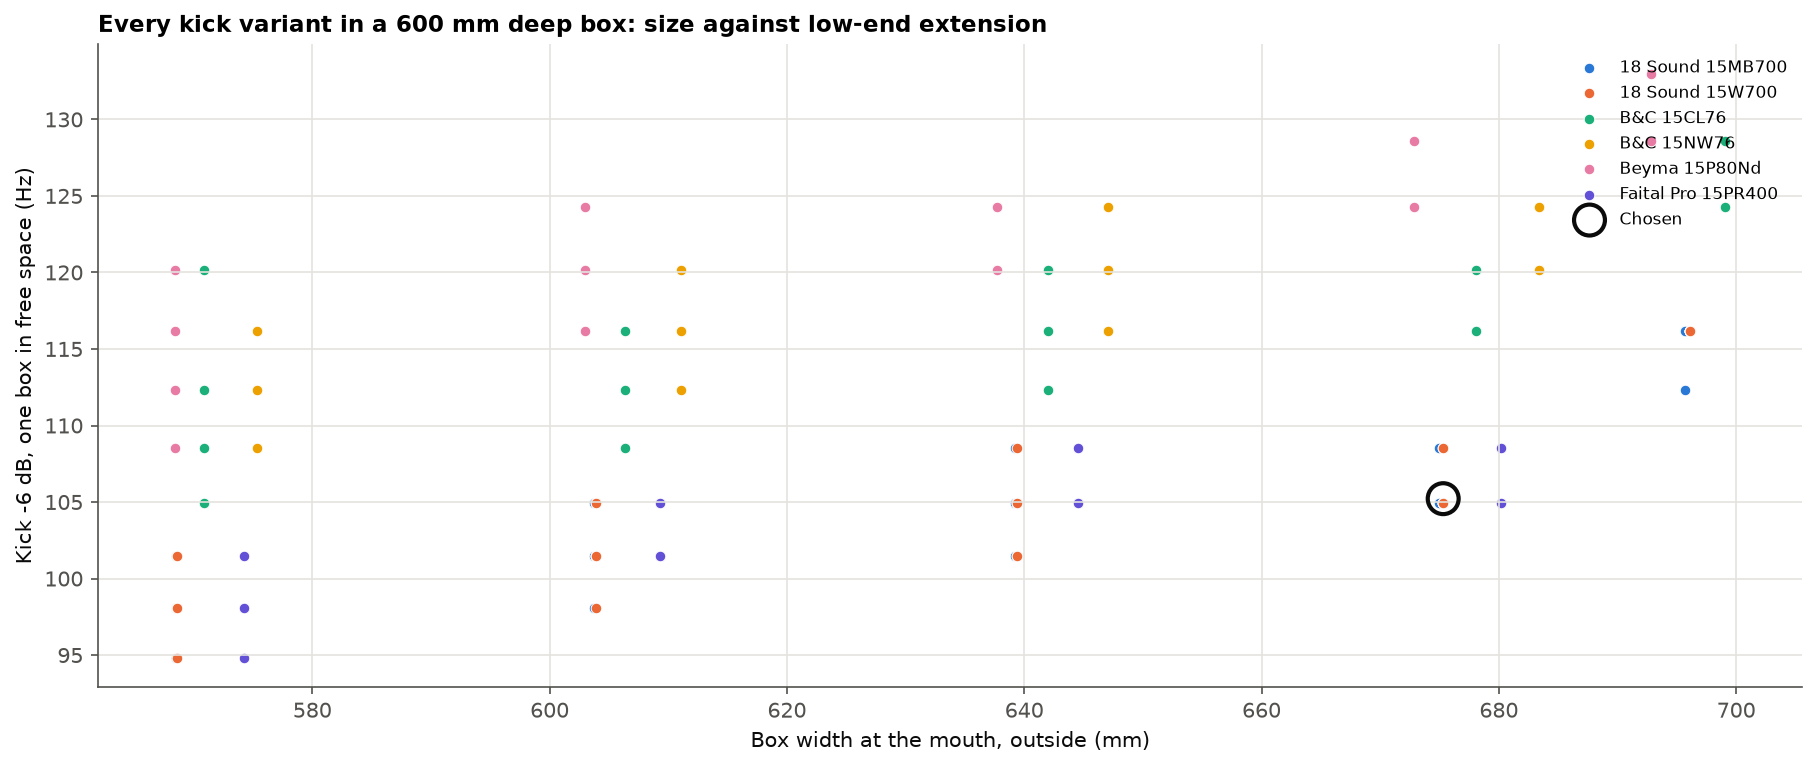 Every kick variant in a 600 mm deep box: size against low-end extension
18 Sound 15MB700
18 Sound 15W700
B&C 15CL76
B&C 15NW76
Beyma 15P80Nd
Faital Pro 15PR400
Chosen
Kick -6 dB, one box in free space (Hz)
130
125
120
115
110
105
100
95
580 600 620 640 660 680 700
Box width at the mouth, outside (mm)